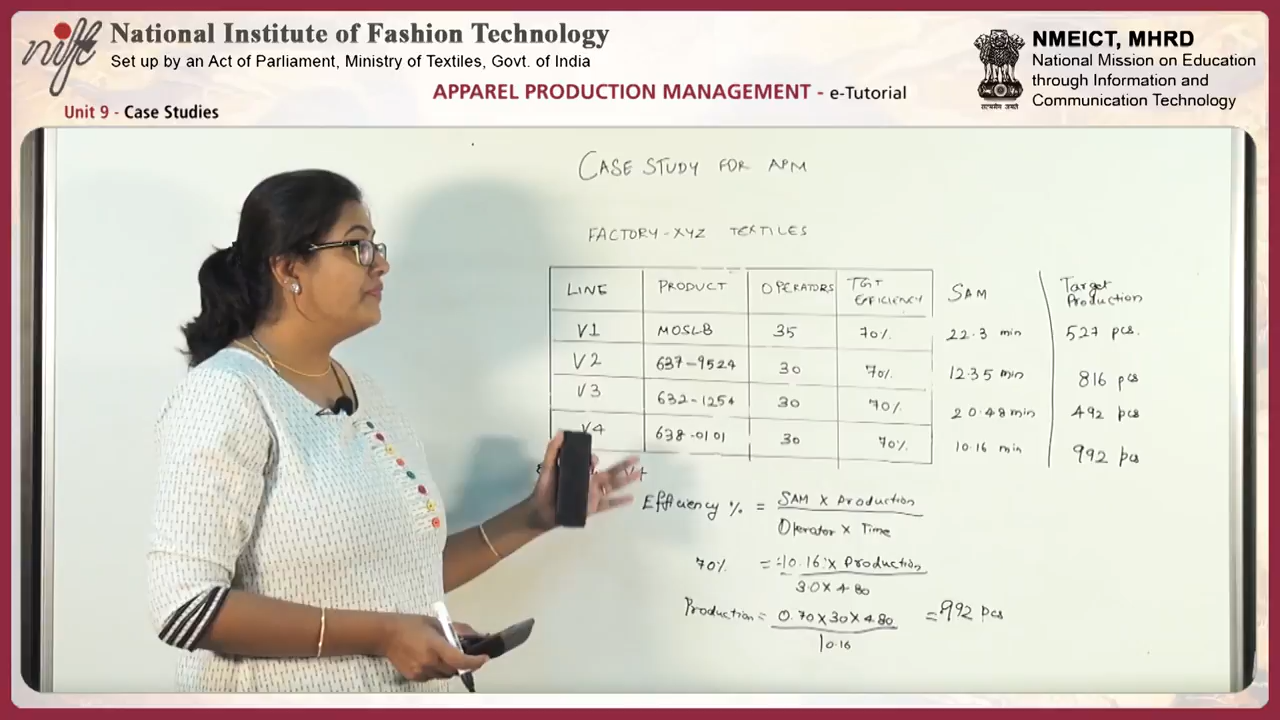 nift
National Institute of Fashion Technology
Set up by an Act of Parliament, Ministry of Textiles, Govt. of India
NMEICT, MHRD
National Mission on Education
through Information and
Communication Technology
सत्यमेव जयते
APPAREL PRODUCTION MANAGEMENT - e-Tutorial
Unit 9 - Case Studies
CASE STUDY FOR APM
FACTORY - XYZ TEXTILES
LINE PRODUCT OPERATORS TGT EFFICIENCY SAM Target Production
V1 MOSLB 35 70% 22.3 min 527 pcs.
V2 637-9524 30 70% 12.35 min 816 pcs
V3 632-1254 30 70% 20.48 min 492 pcs
V4 638-0101 30 70% 10.16 min 992 pcs
Efficiency % = SAM x Production
Operator x Time
70% = 10.16 x Production
30 x 480
Production = 0.70 x 30 x 480 = 992 pcs
10.16